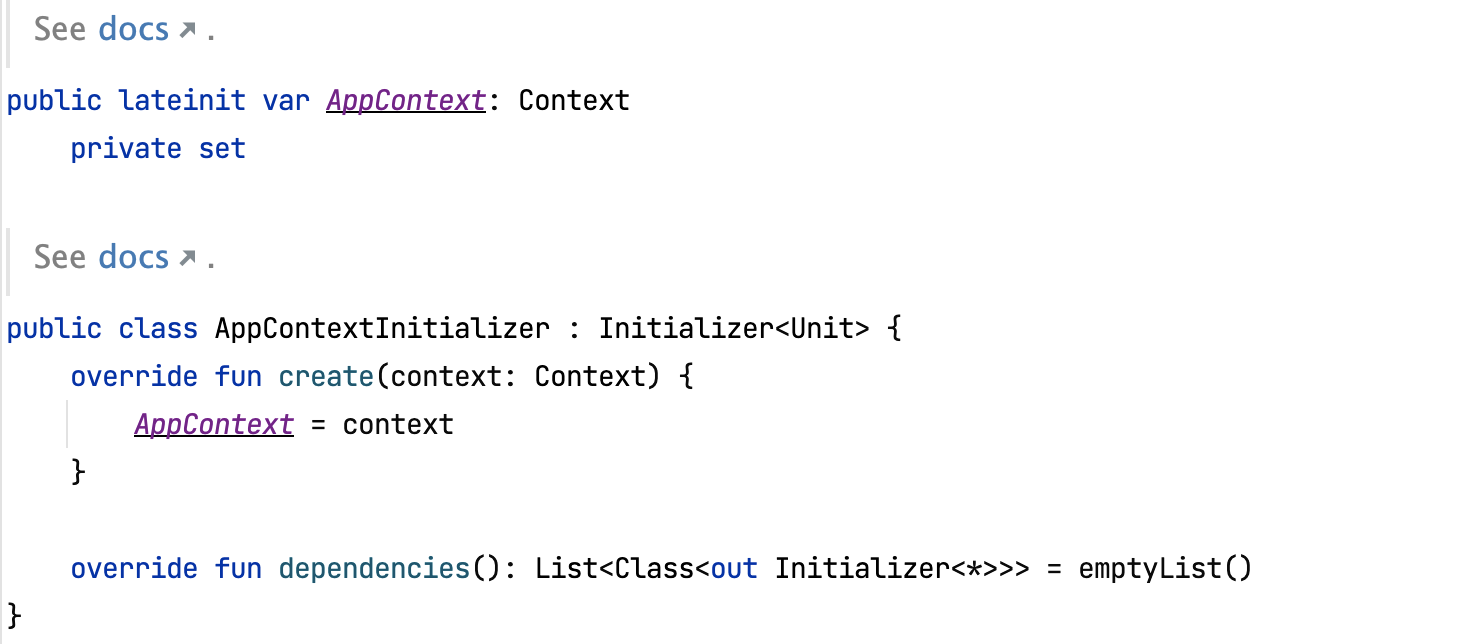 See docs↗.
public lateinit var AppContext: Context
    private set
See docs↗.
public class AppContextInitializer : Initializer<Unit> {
    override fun create(context: Context) {
        AppContext = context
    }
    override fun dependencies(): List<Class<out Initializer<*>>> = emptyList()
}